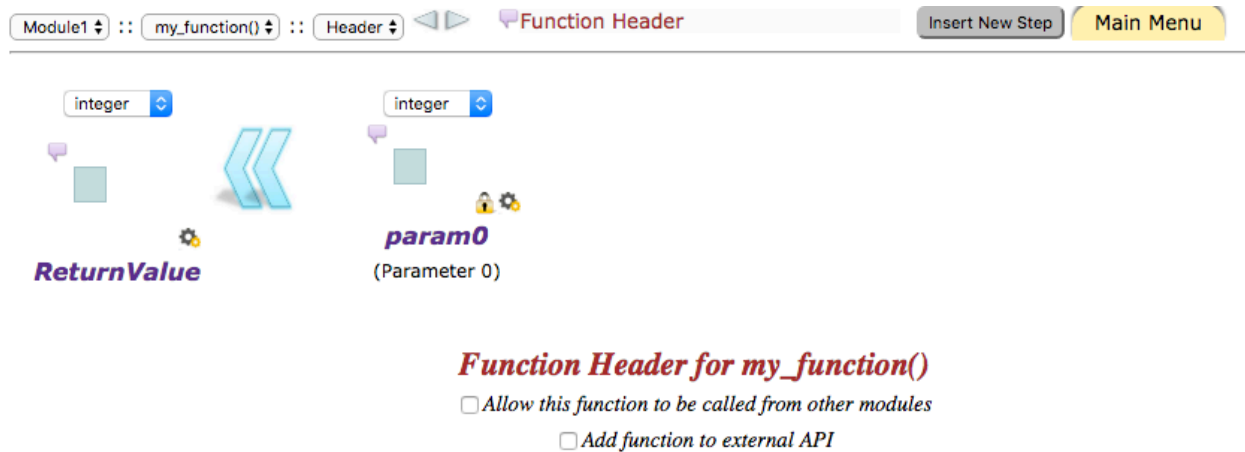 Module1 :: my_function() :: Header Function Header Insert New Step Main Menu
integer integer
ReturnValue param0
(Parameter 0)
Function Header for my_function()
Allow this function to be called from other modules
Add function to external API